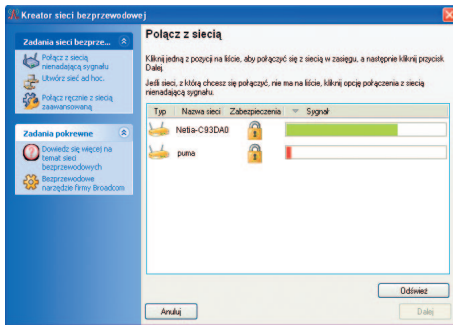 Kreator sieci bezprzewodowej
Zadania sieci bezprze...
Połącz z siecią
nienadającą sygnału
Utwórz sieć ad hoc.
Połącz ręcznie z siecią
zaawansowaną
Zadania pokrewne
Dowiedz się więcej na
temat sieci
bezprzewodowych
Bezprzewodowe
narzędzie firmy Broadcom
Połącz z siecią
Kliknij jedną z pozycji na liście, aby połączyć się z siecią w zasięgu, a następnie kliknij przycisk
Dalej.
Jeśli sieci, z którą chcesz się połączyć, nie ma na liście, kliknij opcję połączenia z siecią
nienadającą sygnału.
Typ Nazwa sieci Zabezpieczenia Sygnał
Netia-C93DA0
puma
Odśwież
Anuluj
Dalej